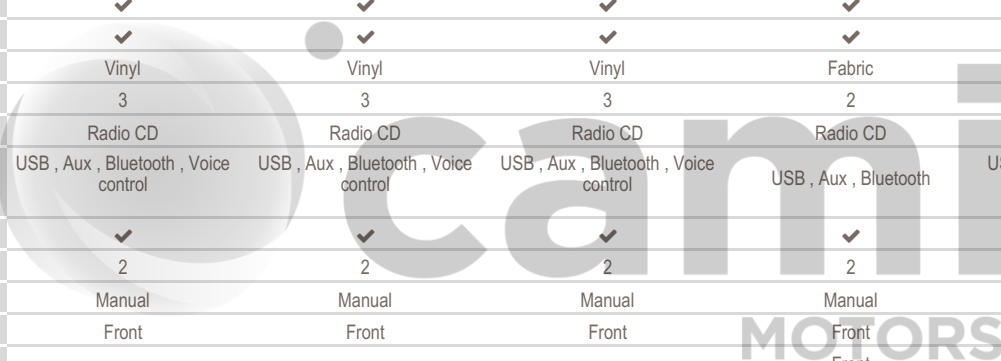 ✔ ✔ ✔ ✔
✔ ✔ ✔ ✔
Vinyl Vinyl Vinyl Fabric
3 3 3 2
Radio CD Radio CD Radio CD Radio CD
USB , Aux , Bluetooth , Voice control USB , Aux , Bluetooth , Voice control USB , Aux , Bluetooth , Voice control USB , Aux , Bluetooth
✔ ✔ ✔ ✔
2 2 2 2
Manual Manual Manual Manual
Front Front Front Front
cami
MOTORS